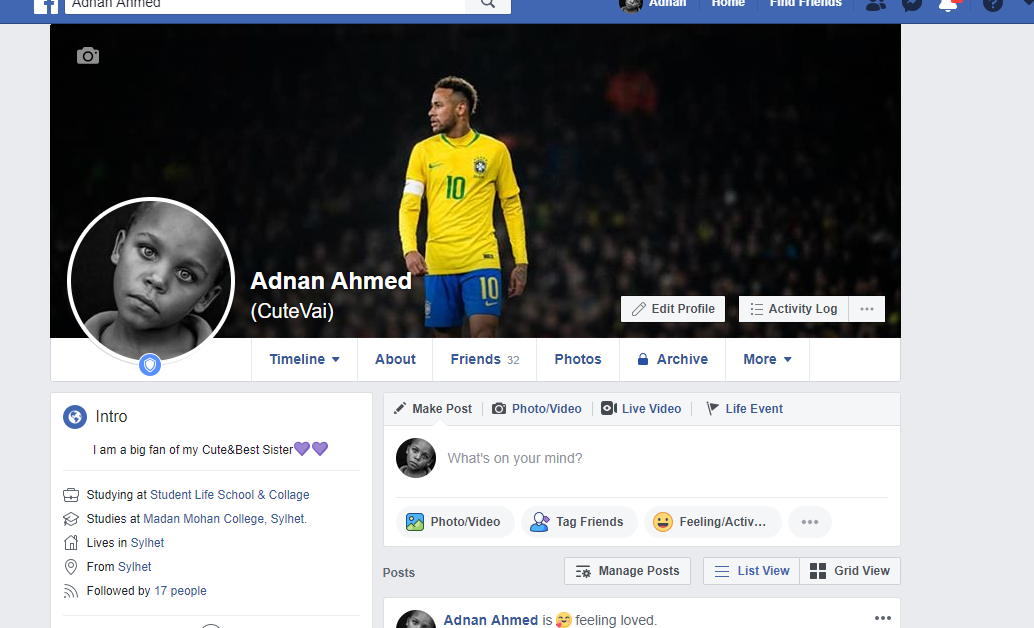 Adnan Ahmed
Adnan Home Find Friends
10
10
Adnan Ahmed
(CuteVai)
Edit Profile Activity Log
Timeline About Friends 32 Photos Archive More
Intro
I am a big fan of my Cute&Best Sister💜💜
Studying at Student Life School & Collage
Studies at Madan Mohan College, Sylhet.
Lives in Sylhet
From Sylhet
Followed by 17 people
Make Post Photo/Video Live Video Life Event
What's on your mind?
Photo/Video Tag Friends Feeling/Activ...
Posts Manage Posts List View Grid View
Adnan Ahmed is 🥰 feeling loved.